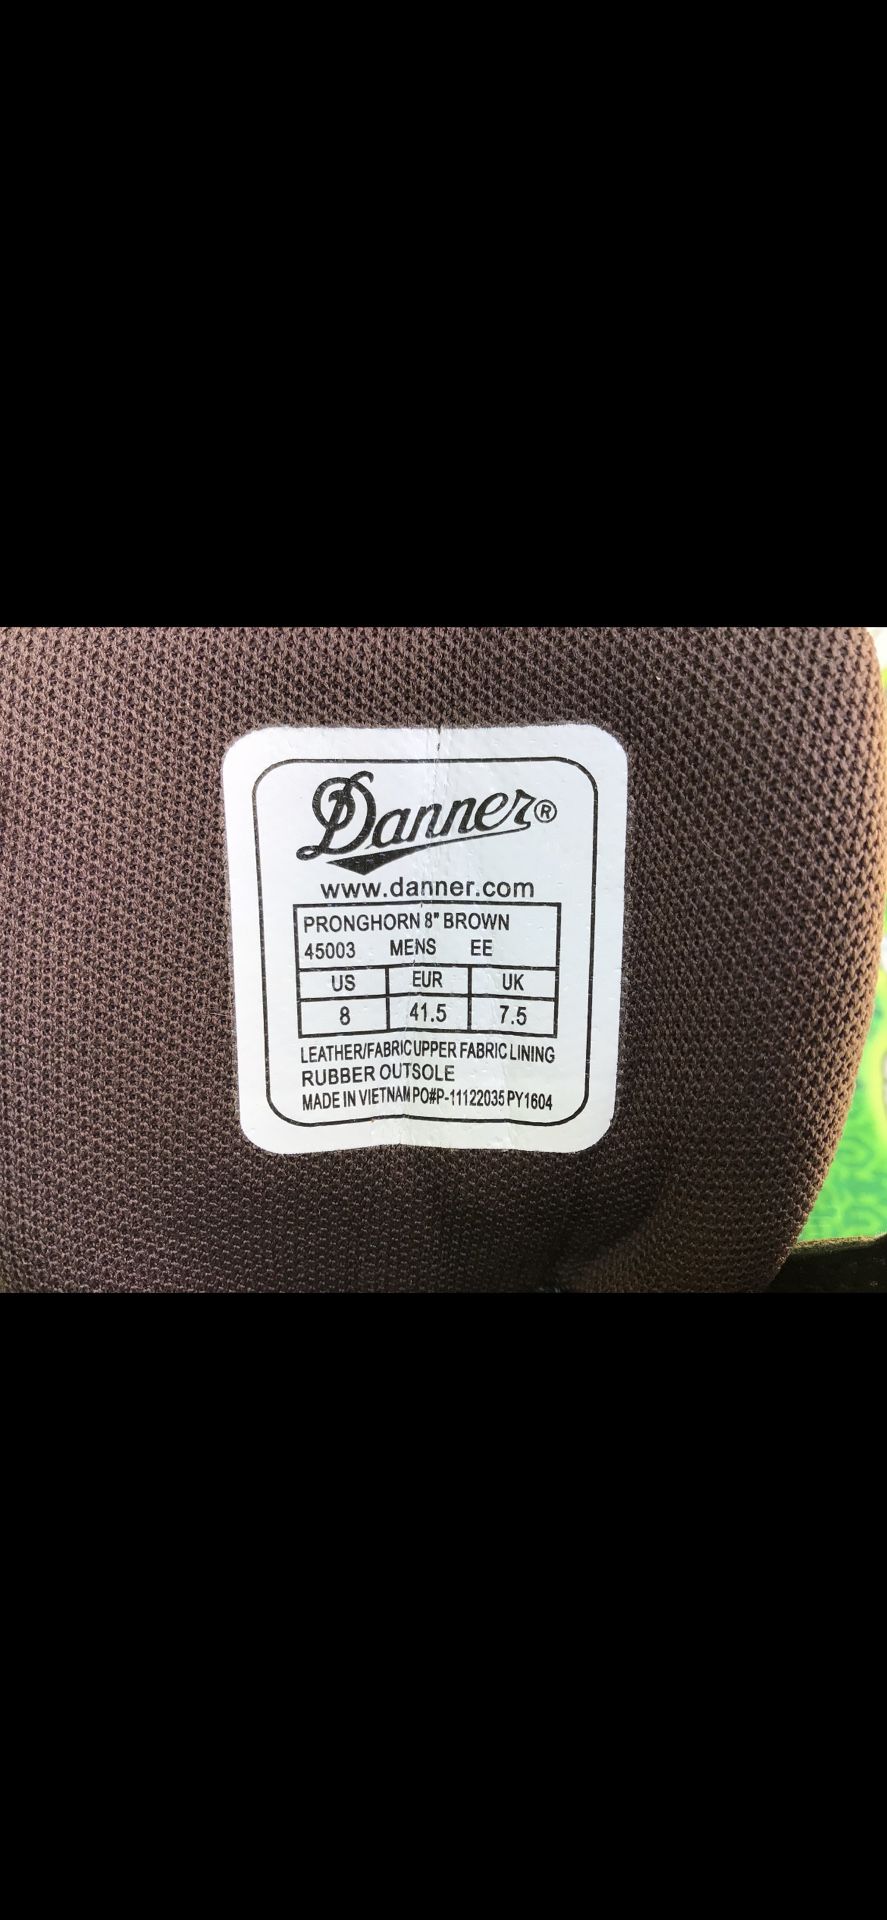 Danner®
www.danner.com
PRONGHORN 8" BROWN
45003 MENS EE
US EUR UK
8 41.5 7.5
LEATHER/FABRIC UPPER FABRIC LINING
RUBBER OUTSOLE
MADE IN VIETNAM PO#P-11122035 PY1604